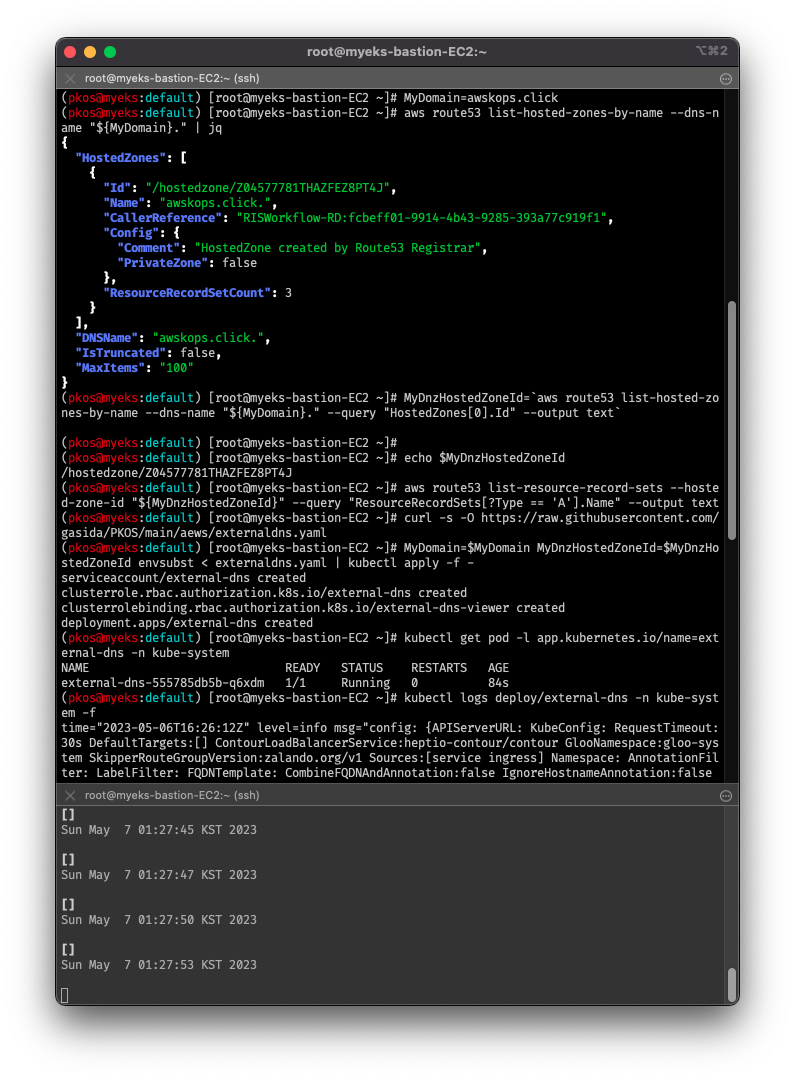 root@myeks-bastion-EC2:~
⌥⌘2
root@myeks-bastion-EC2:~ (ssh)
(pkos@myeks:default) [root@myeks-bastion-EC2 ~]# MyDomain=awskops.click
(pkos@myeks:default) [root@myeks-bastion-EC2 ~]# aws route53 list-hosted-zones-by-name --dns-n
ame "${MyDomain}." | jq
{
  "HostedZones": [
    {
      "Id": "/hostedzone/Z04577781THAZFEZ8PT4J",
      "Name": "awskops.click.",
      "CallerReference": "RISWorkflow-RD:fcbeff01-9914-4b43-9285-393a77c919f1",
      "Config": {
        "Comment": "HostedZone created by Route53 Registrar",
        "PrivateZone": false
      },
      "ResourceRecordSetCount": 3
    }
  ],
  "DNSName": "awskops.click.",
  "IsTruncated": false,
  "MaxItems": "100"
}
(pkos@myeks:default) [root@myeks-bastion-EC2 ~]# MyDnzHostedZoneId=`aws route53 list-hosted-zo
nes-by-name --dns-name "${MyDomain}." --query "HostedZones[0].Id" --output text`
(pkos@myeks:default) [root@myeks-bastion-EC2 ~]#
(pkos@myeks:default) [root@myeks-bastion-EC2 ~]# echo $MyDnzHostedZoneId
/hostedzone/Z04577781THAZFEZ8PT4J
(pkos@myeks:default) [root@myeks-bastion-EC2 ~]# aws route53 list-resource-record-sets --hoste
d-zone-id "${MyDnzHostedZoneId}" --query "ResourceRecordSets[?Type == 'A'].Name" --output text
(pkos@myeks:default) [root@myeks-bastion-EC2 ~]# curl -s -O https://raw.githubusercontent.com/
gasida/PKOS/main/aews/externaldns.yaml
(pkos@myeks:default) [root@myeks-bastion-EC2 ~]# MyDomain=$MyDomain MyDnzHostedZoneId=$MyDnzHo
stedZoneId envsubst < externaldns.yaml | kubectl apply -f -
serviceaccount/external-dns created
clusterrole.rbac.authorization.k8s.io/external-dns created
clusterrolebinding.rbac.authorization.k8s.io/external-dns-viewer created
deployment.apps/external-dns created
(pkos@myeks:default) [root@myeks-bastion-EC2 ~]# kubectl get pod -l app.kubernetes.io/name=ext
ernal-dns -n kube-system
NAME                            READY   STATUS    RESTARTS   AGE
external-dns-555785db5b-q6xdm   1/1     Running   0          84s
(pkos@myeks:default) [root@myeks-bastion-EC2 ~]# kubectl logs deploy/external-dns -n kube-syst
em -f
time="2023-05-06T16:26:12Z" level=info msg="config: {APIServerURL: KubeConfig: RequestTimeout:
30s DefaultTargets:[] ContourLoadBalancerService:heptio-contour/contour GlooNamespace:gloo-sys
tem SkipperRouteGroupVersion:zalando.org/v1 Sources:[service ingress] Namespace: AnnotationFil
ter: LabelFilter: FQDNTemplate: CombineFQDNAndAnnotation:false IgnoreHostnameAnnotation:false
root@myeks-bastion-EC2:~ (ssh)
[]
Sun May  7 01:27:45 KST 2023
[]
Sun May  7 01:27:47 KST 2023
[]
Sun May  7 01:27:50 KST 2023
[]
Sun May  7 01:27:53 KST 2023